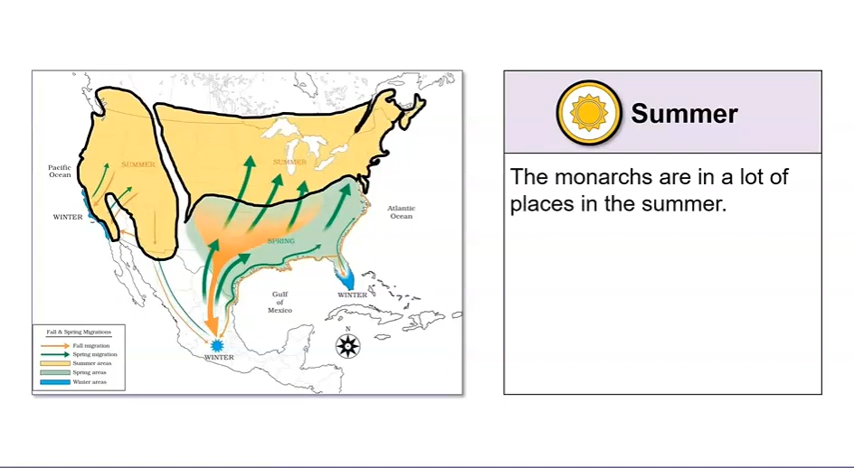 Summer
The monarchs are in a lot of
places in the summer.
Pacific
Ocean
SUMMER
SUMMER
WINTER
Atlantic
Ocean
SPRING
Gulf
of
Mexico
WINTER
N
WINTER
Fall & Spring Migrations
Fall migration
Spring migration
Summer areas
Spring areas
Winter areas